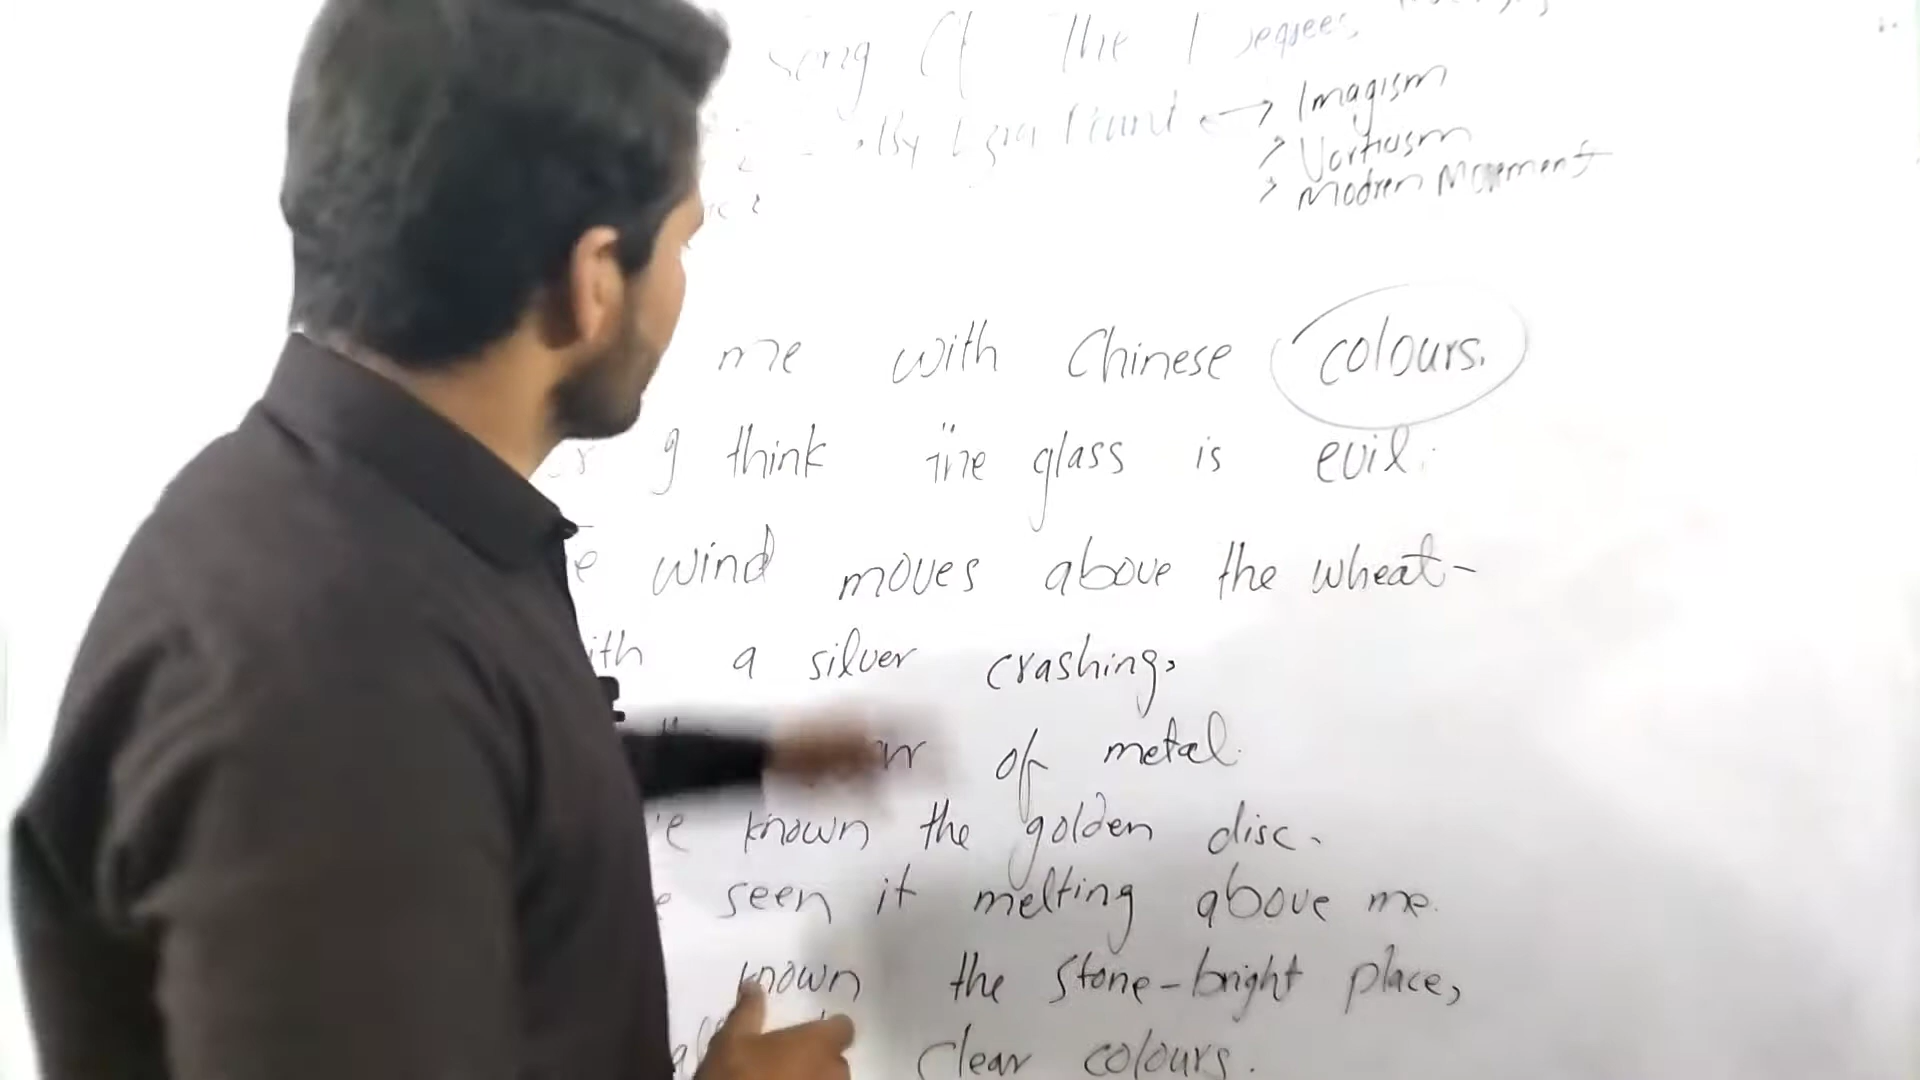 Song Of The Degrees
By Ezra Pound → Imagism
> Vorticism
> Modren Movement
me with Chinese colours.
I think the glass is evil.
wind moves above the wheat-
a silver crashing,
of metal.
known the golden disc.
seen it melting above me.
known the stone-bright place,
clear colours.